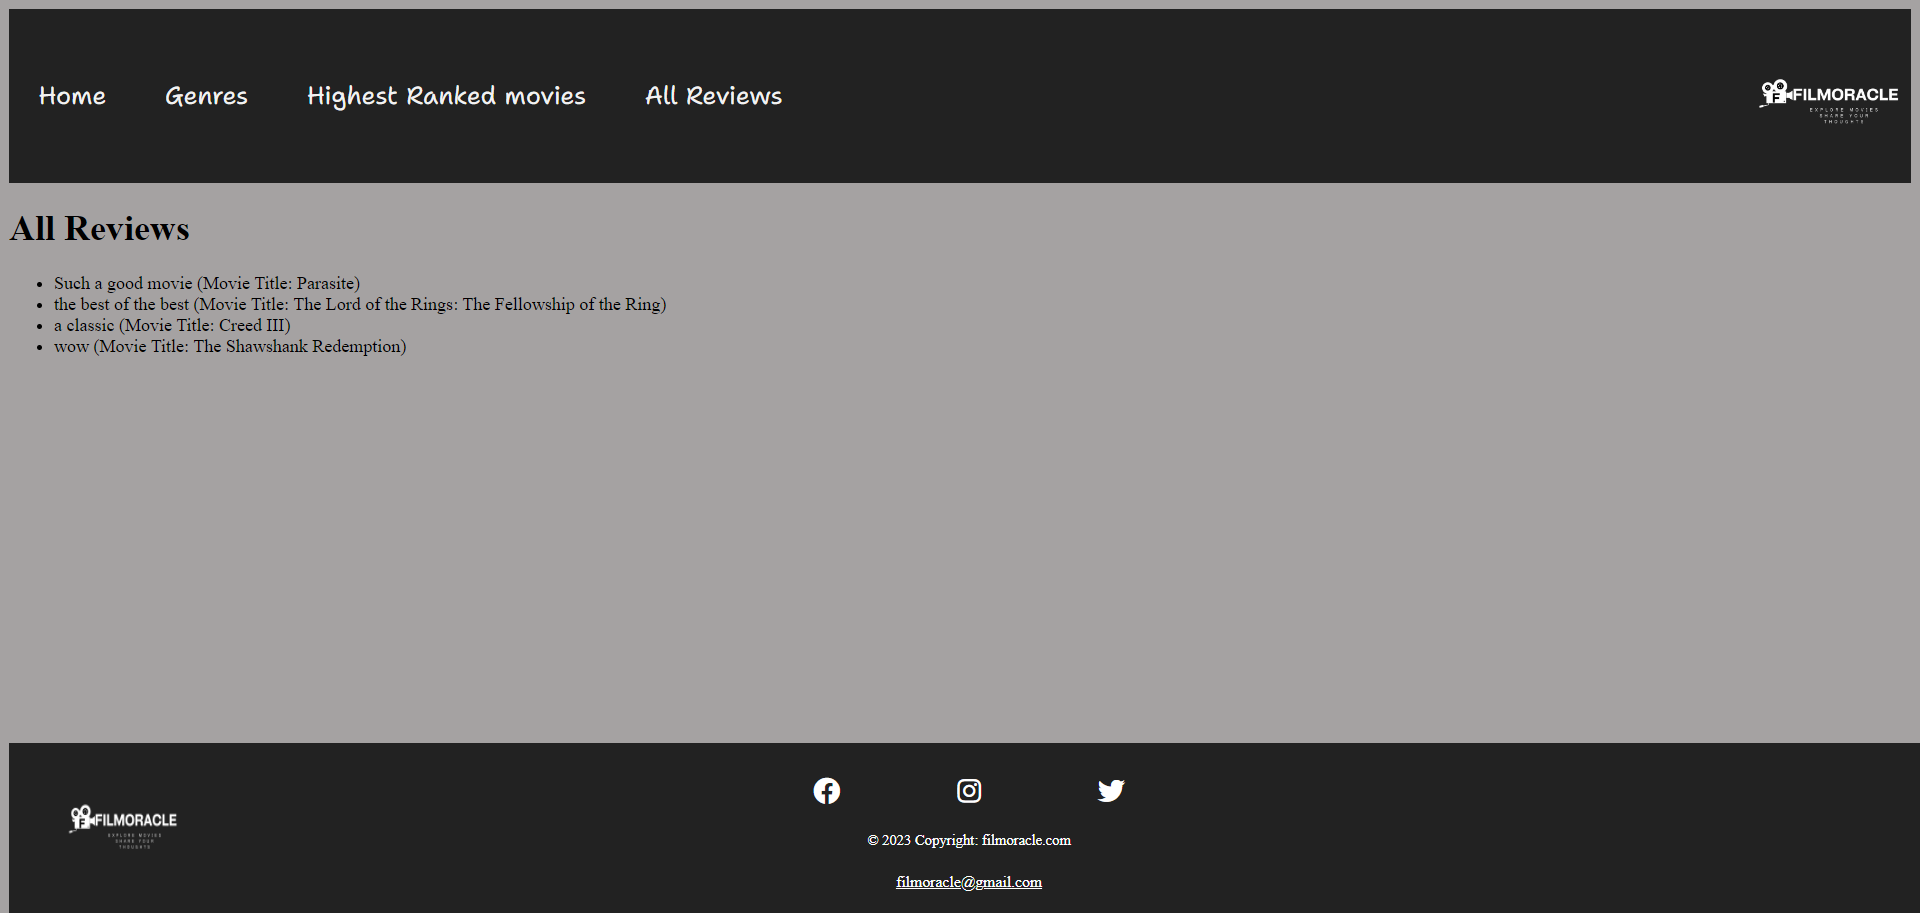 Home Genres Highest Ranked movies All Reviews
FILMORACLE
EXPLORE MOVIES
SHARE YOUR
THOUGHTS
All Reviews
Such a good movie (Movie Title: Parasite)
the best of the best (Movie Title: The Lord of the Rings: The Fellowship of the Ring)
a classic (Movie Title: Creed III)
wow (Movie Title: The Shawshank Redemption)
FILMORACLE
EXPLORE MOVIES
SHARE YOUR
THOUGHTS
© 2023 Copyright: filmoracle.com
filmoracle@gmail.com